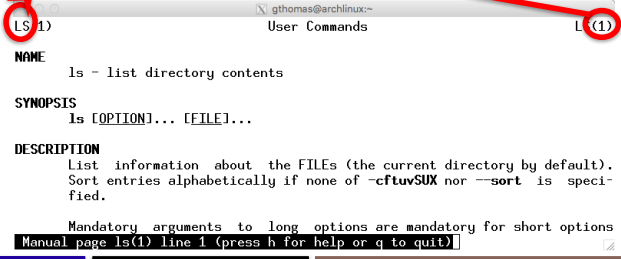 gthomas@archlinux:~
LS(1) User Commands LS(1)
NAME
ls - list directory contents
SYNOPSIS
ls [OPTION]... [FILE]...
DESCRIPTION
List information about the FILEs (the current directory by default).
Sort entries alphabetically if none of -cftuvSUX nor --sort is speci-
fied.
Mandatory arguments to long options are mandatory for short options
Manual page ls(1) line 1 (press h for help or q to quit)